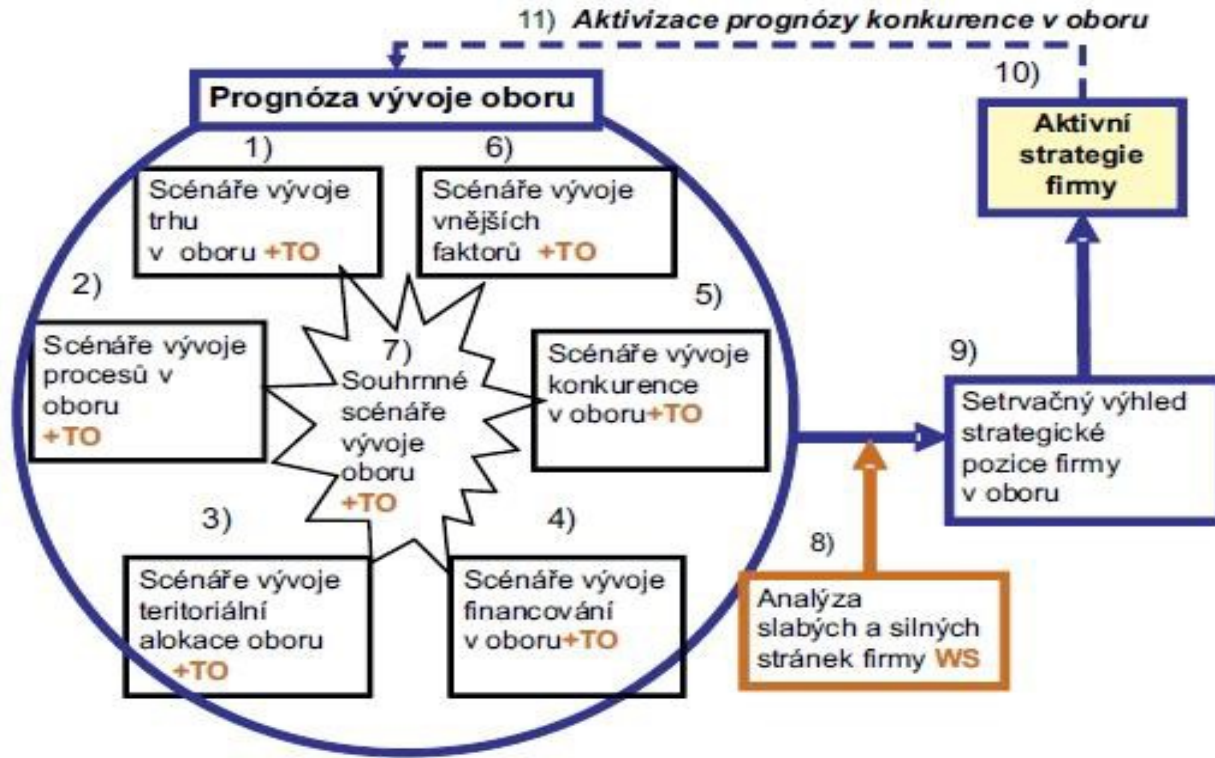 11) Aktivizace prognózy konkurence v oboru
10)
Prognóza vývoje oboru
Aktivní
strategie
firmy
1)
Scénáře vývoje
trhu
v oboru +TO
6)
Scénáře vývoje
vnějších
faktorů +TO
2)
Scénáře vývoje
procesů v
oboru
+TO
7)
Souhrnné
scénáře
vývoje
oboru
+TO
5)
Scénáře vývoje
konkurence
v oboru+TO
9)
Setrvačný výhled
strategické
pozice firmy
v oboru
3)
Scénáře vývoje
teritoriální
alokace oboru
+TO
4)
Scénáře vývoje
financování
v oboru+TO
8)
Analýza
slabých a silných
stránek firmy WS